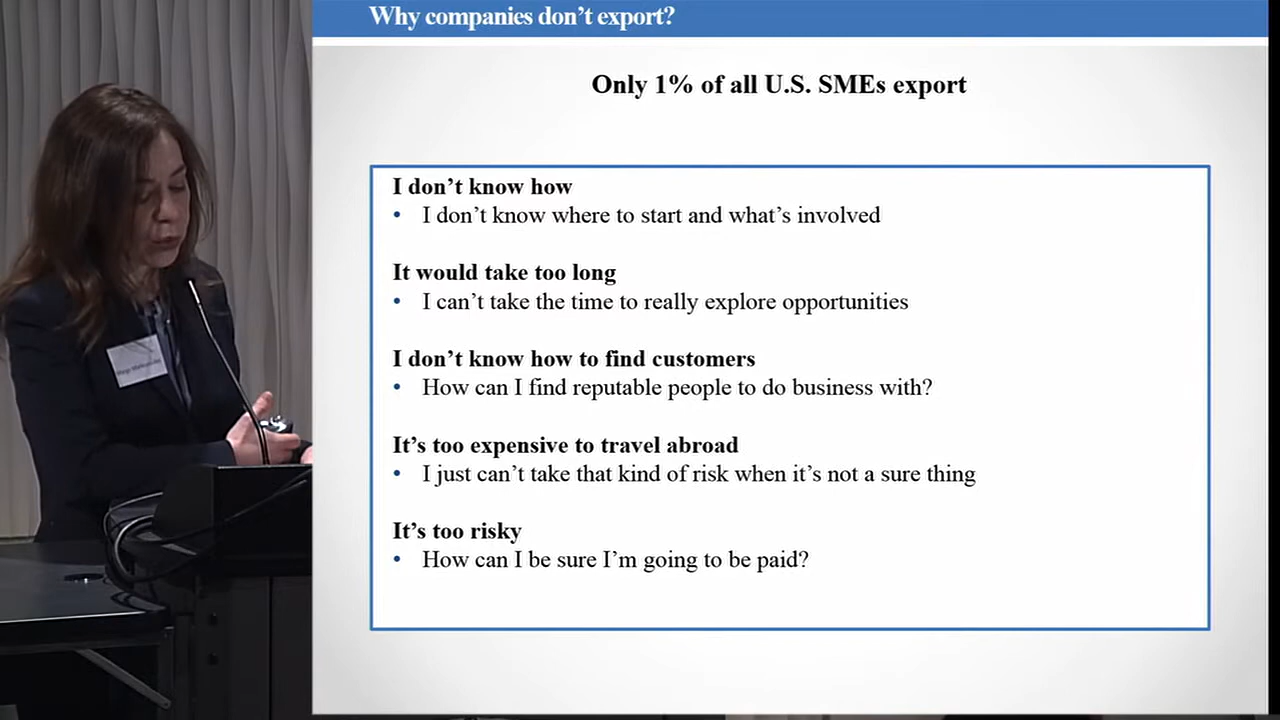 Why companies don't export?
Only 1% of all U.S. SMEs export
I don't know how
• I don't know where to start and what's involved
It would take too long
• I can't take the time to really explore opportunities
I don't know how to find customers
• How can I find reputable people to do business with?
It's too expensive to travel abroad
• I just can't take that kind of risk when it's not a sure thing
It's too risky
• How can I be sure I'm going to be paid?